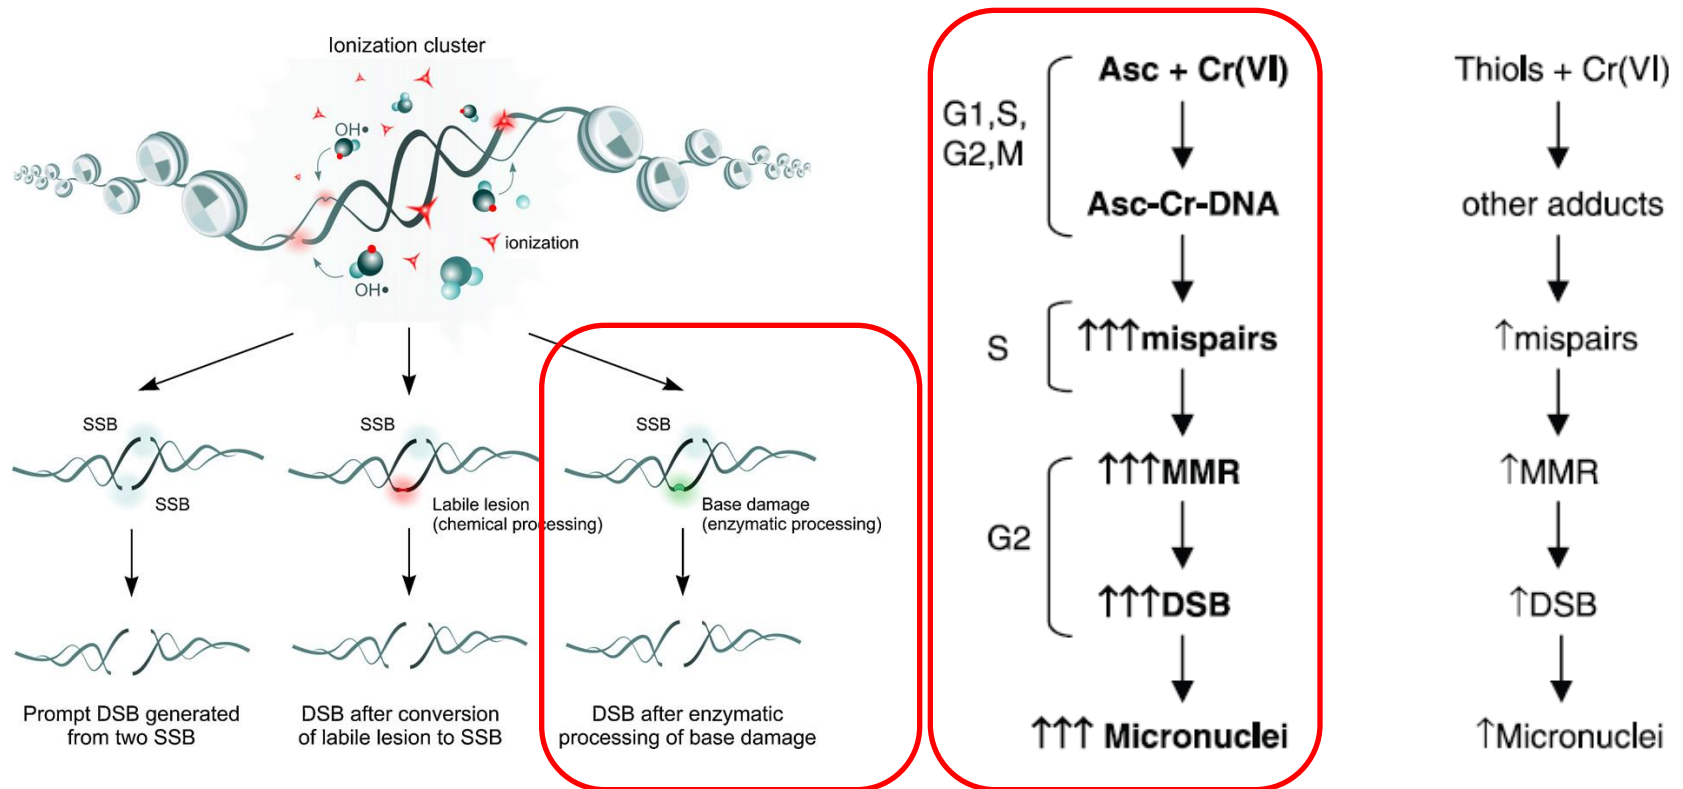 Ionization cluster
OH•
ionization
OH•
SSB
SSB
SSB
Labile lesion
(chemical processing)
SSB
Base damage
(enzymatic processing)
Prompt DSB generated
from two SSB
DSB after conversion
of labile lesion to SSB
DSB after enzymatic
processing of base damage
G1,S,
G2,M
Asc + Cr(VI)
Asc-Cr-DNA
S
↑↑↑mispairs
G2
↑↑↑MMR
↑↑↑DSB
↑↑↑ Micronuclei
Thiols + Cr(VI)
other adducts
↑mispairs
↑MMR
↑DSB
↑Micronuclei